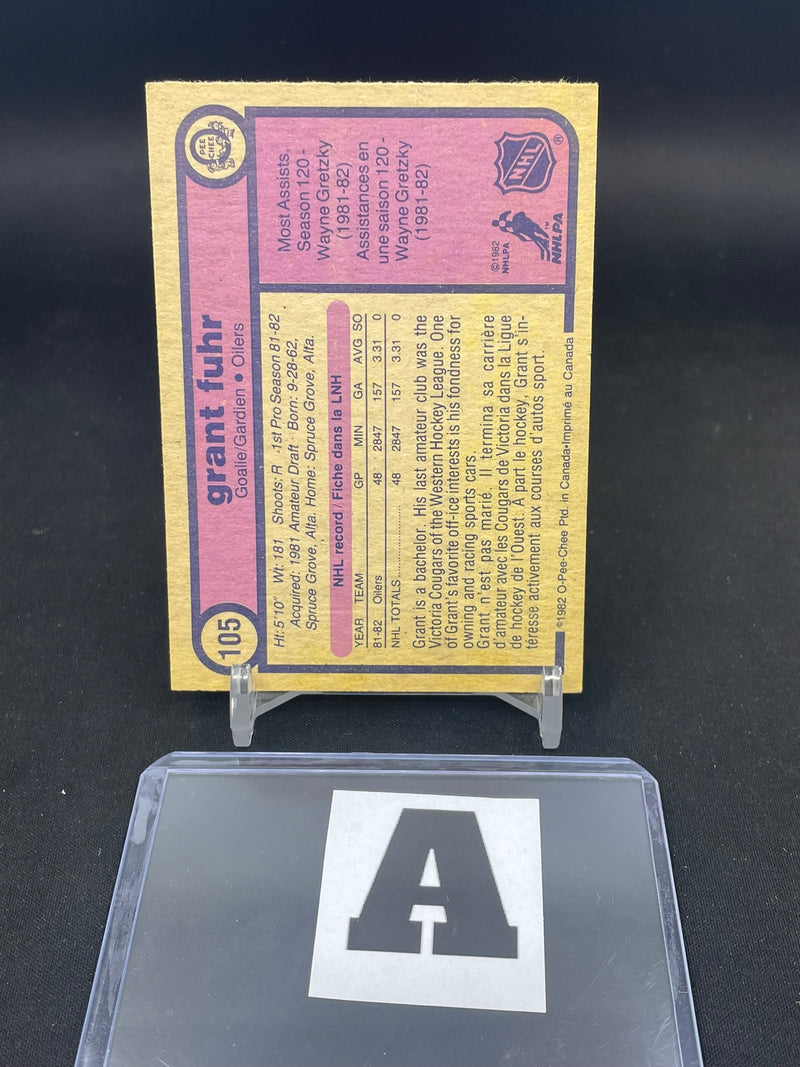 105
grant fuhr
Goalie/Gardien • Oilers
O
PEE
CHEE
Ht: 5'10" Wt: 181 Shoots: R 1st Pro Season 81-82
Acquired: 1981 Amateur Draft Born: 9-28-62,
Spruce Grove, Alta. Home: Spruce Grove, Alta.
NHL record / Fiche dans la LNH
YEAR TEAM GP MIN GA AVG SO
81-82 Oilers 48 2847 157 3.31 0
NHL TOTALS.................... 48 2847 157 3.31 0
Grant is a bachelor. His last amateur club was the
Victoria Cougars of the Western Hockey League. One
of Grant's favorite off-ice interests is his fondness for
owning and racing sports cars.
Grant n'est pas marié. Il termina sa carrière
d'amateur avec les Cougars de Victoria dans la Ligue
de hockey de l'Ouest. À part le hockey, Grant s'in-
téresse activement aux courses d'autos sport.
©1982 O-Pee-Chee Ptd. in Canada•Imprimé au Canada
Most Assists,
Season 120 -
Wayne Gretzky
(1981-82)
Assistances en
une saison 120 -
Wayne Gretzky
(1981-82)
NHL ®
©1982
NHLPA
NHLPA
TM
A